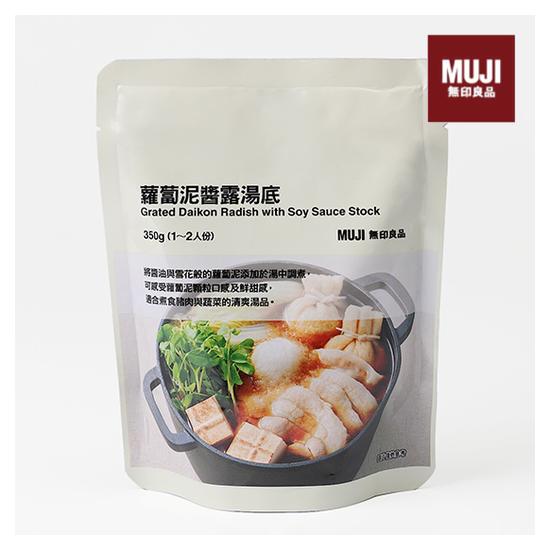 MUJI
無印良品
蘿蔔泥醬露湯底
Grated Daikon Radish with Soy Sauce Stock
350g (1~2人份)
MUJI 無印良品
將醬油與雪花般的蘿蔔泥添加於湯中調煮，
可感受蘿蔔泥顆粒口感及鮮甜感，
適合煮食豬肉與蔬菜的清爽湯品。